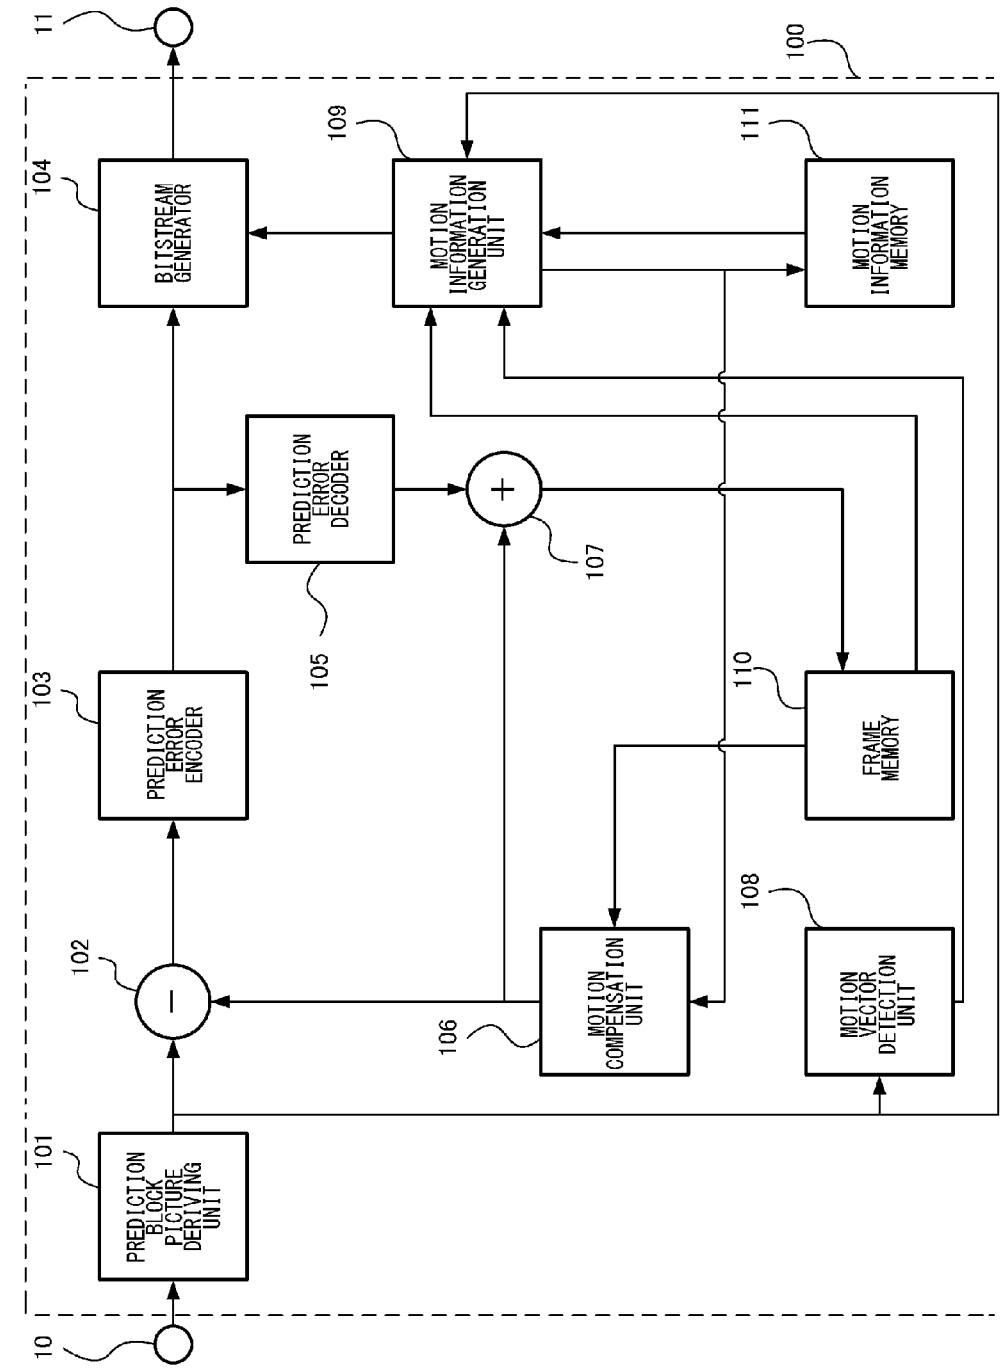 10
101
PREDICTION
BLOCK
PICTURE
DERIVING
UNIT
102
−
103
PREDICTION
ERROR
ENCODER
104
BITSTREAM
GENERATOR
11
105
PREDICTION
ERROR
DECODER
106
MOTION
COMPENSATION
UNIT
107
+
109
MOTION
INFORMATION
GENERATION
UNIT
100
108
MOTION
VECTOR
DETECTION
UNIT
110
FRAME
MEMORY
111
MOTION
INFORMATION
MEMORY